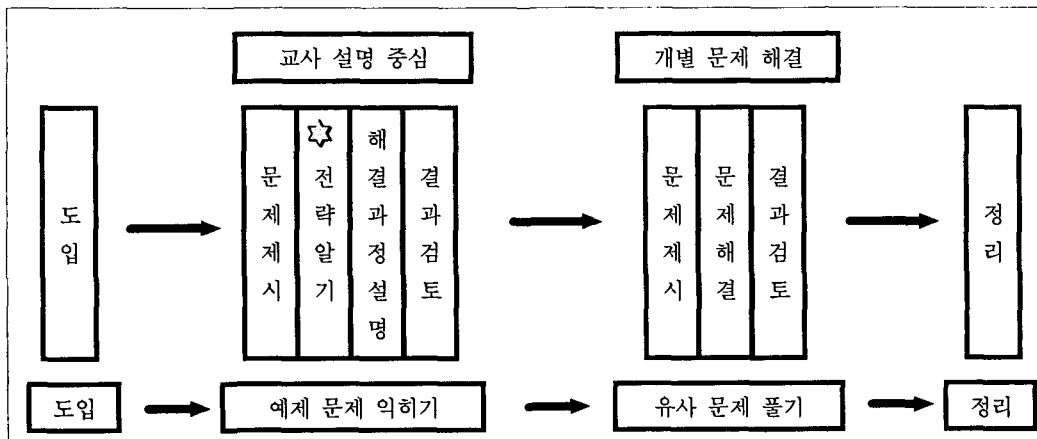 교사 설명 중심
개별 문제 해결
도입
문제제시
전략알기
해결과정설명
결과검토
문제제시
문제해결
결과검토
정리
도입
예제 문제 익히기
유사 문제 풀기
정리